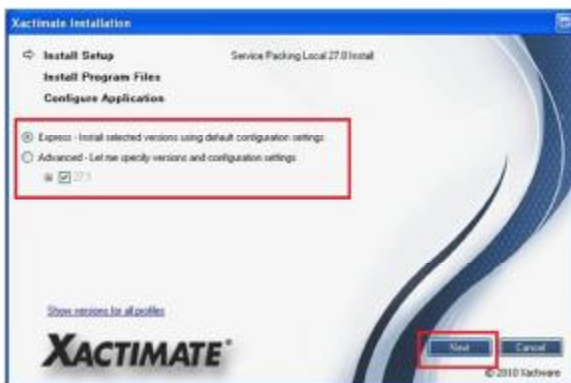 Xactimate Installation
Install Setup
Service Packing Local 27.0 Install
Install Program Files
Configure Application
Express - Install selected versions using default configuration settings
Advanced - Let me specify versions and configuration settings
Show versions for all profiles
XACTIMATE®
Next
Cancel
© 2010 Xactware